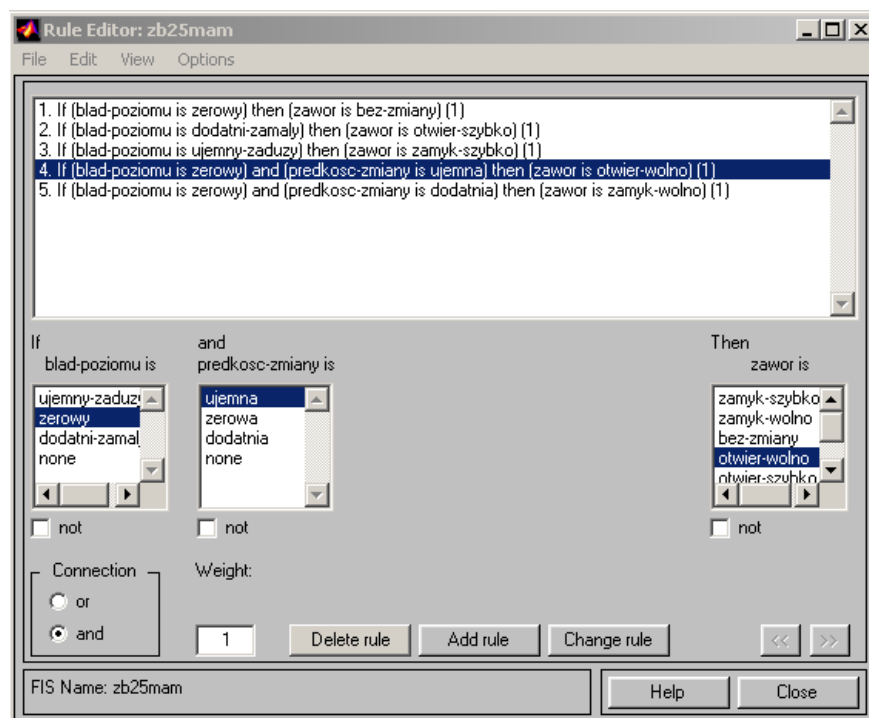 Rule Editor: zb25mam
File Edit View Options
1. If (blad-poziomu is zerowy) then (zawor is bez-zmiany) (1)
2. If (blad-poziomu is dodatni-zamaly) then (zawor is otwier-szybko) (1)
3. If (blad-poziomu is ujemny-zaduzy) then (zawor is zamyk-szybko) (1)
4. If (blad-poziomu is zerowy) and (predkosc-zmiany is ujemna) then (zawor is otwier-wolno) (1)
5. If (blad-poziomu is zerowy) and (predkosc-zmiany is dodatnia) then (zawor is zamyk-wolno) (1)
If and Then
blad-poziomu is predkosc-zmiany is zawor is
ujemny-zaduzy ujemna zamyk-szybko
zerowy zerowa zamyk-wolno
dodatni-zamal dodatnia bez-zmiany
none none otwier-wolno
otwier-szybko
not not not
Connection Weight:
or
and 1 Delete rule Add rule Change rule << >>
FIS Name: zb25mam Help Close